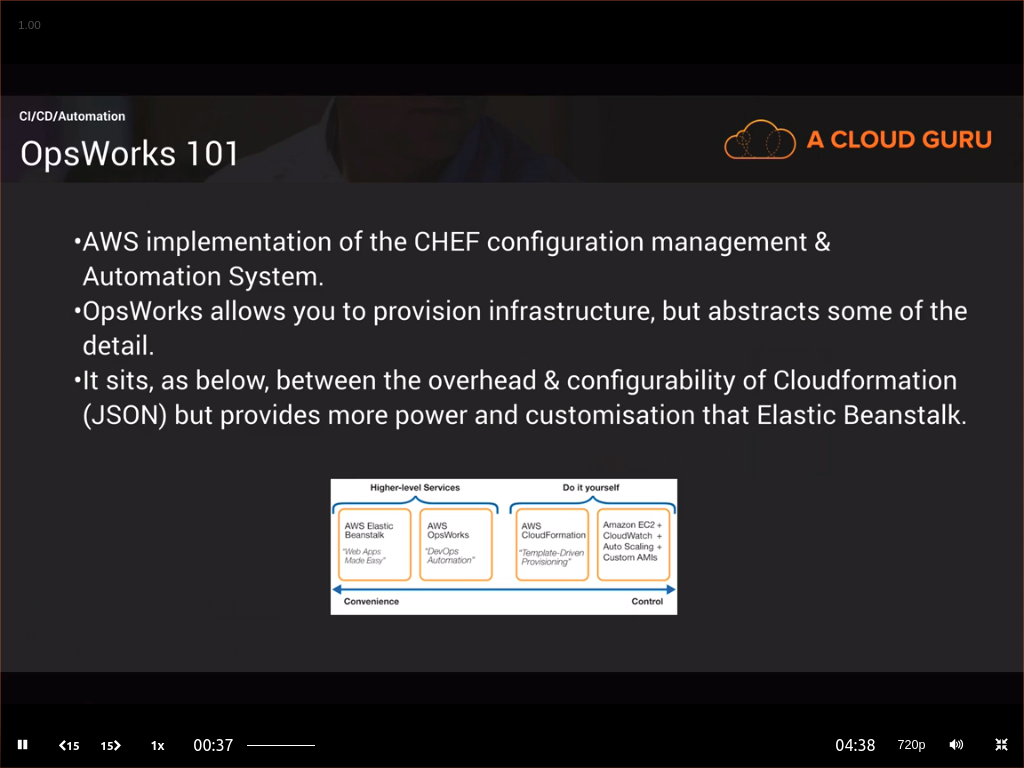 1.00
CI/CD/Automation
OpsWorks 101
A CLOUD GURU
•AWS implementation of the CHEF configuration management &
Automation System.
•OpsWorks allows you to provision infrastructure, but abstracts some of the
detail.
•It sits, as below, between the overhead & configurability of Cloudformation
(JSON) but provides more power and customisation that Elastic Beanstalk.
Higher-level Services
Do it yourself
AWS Elastic
Beanstalk
"Web Apps
Made Easy"
AWS
OpsWorks
"DevOps
Automation"
AWS
CloudFormation
"Template-Driven
Provisioning"
Amazon EC2 +
CloudWatch +
Auto Scaling +
Custom AMIs
Convenience
Control
15
15
1x
00:37
04:38
720p